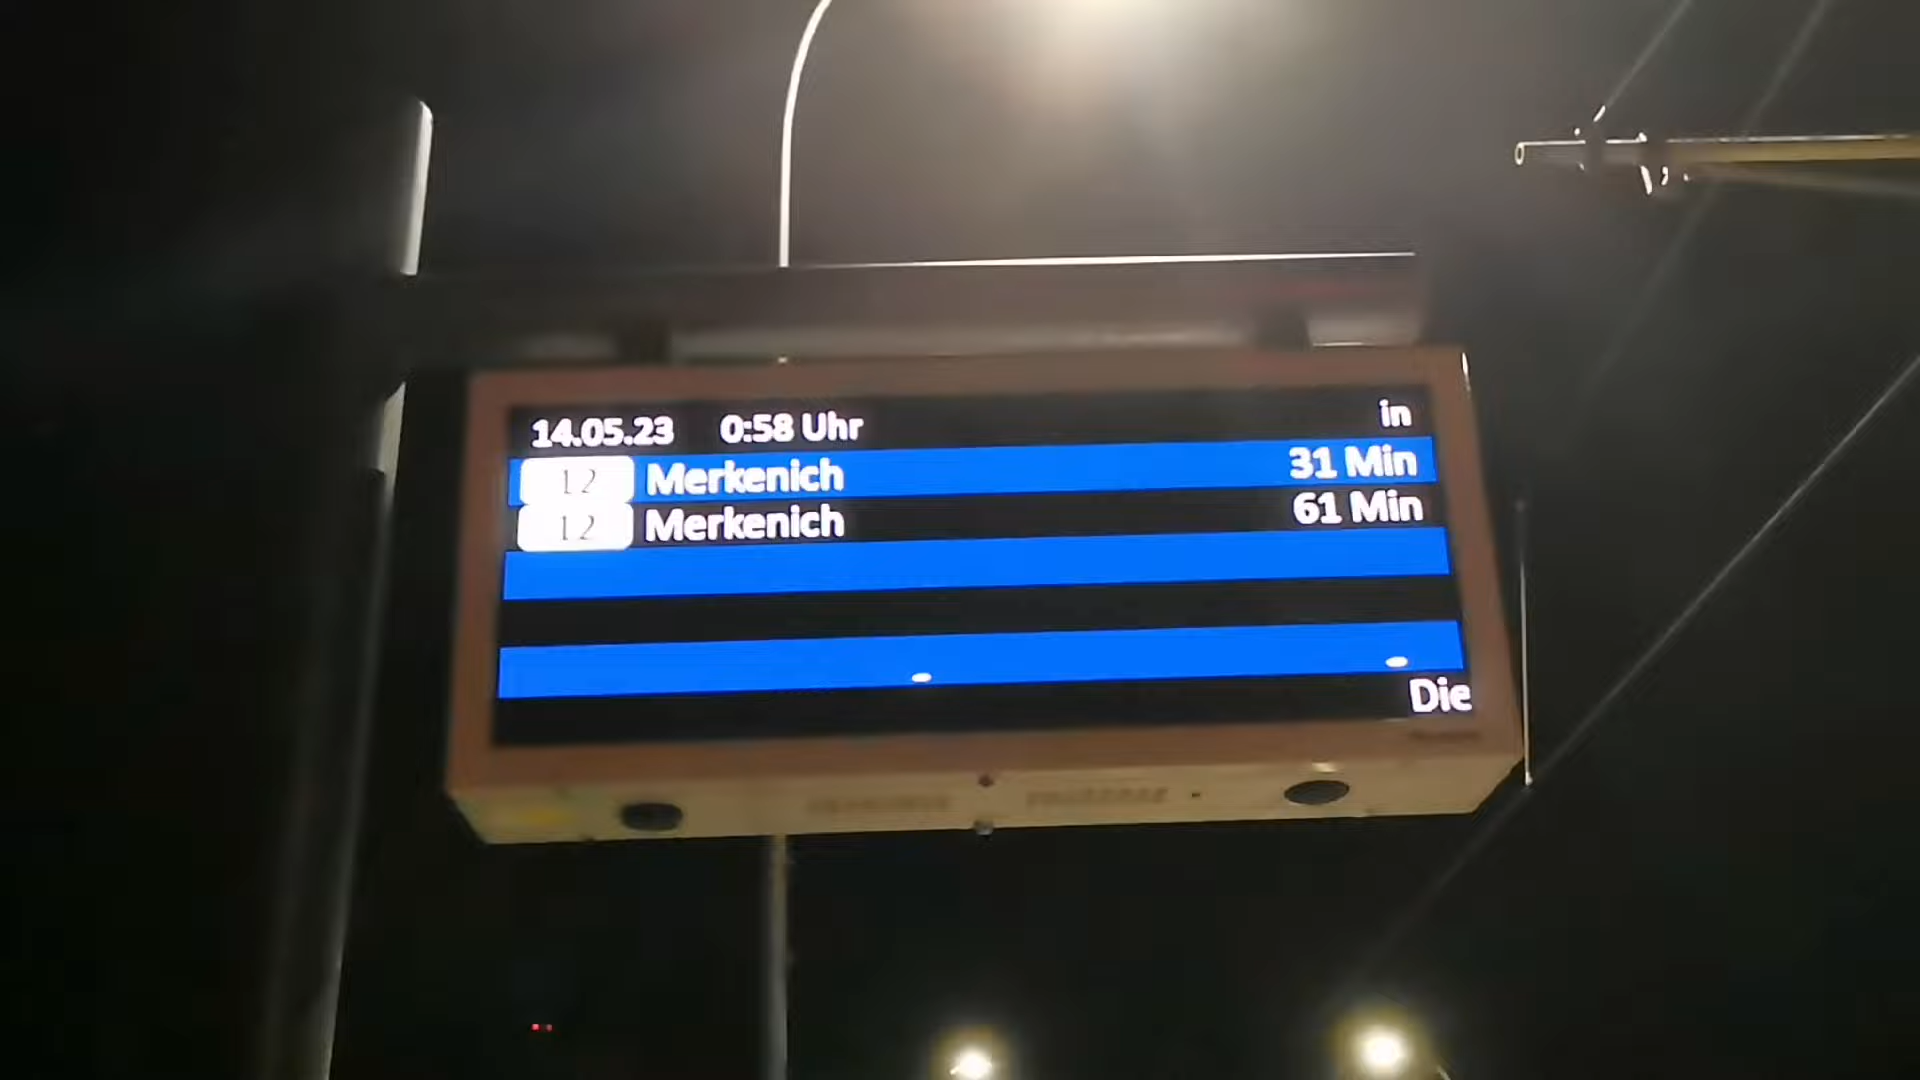 14.05.23 0:58 Uhr in
12 Merkenich 31 Min
12 Merkenich 61 Min
Die